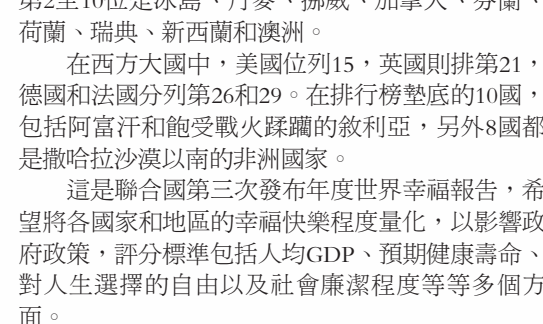 第2至10位是冰島、丹麥、挪威、加拿大、芬蘭、
荷蘭、瑞典、新西蘭和澳洲。
在西方大國中，美國位列15，英國則排第21，
德國和法國分列第26和29。在排行榜墊底的10國，
包括阿富汗和飽受戰火蹂躪的敘利亞，另外8國都
是撒哈拉沙漠以南的非洲國家。
這是聯合國第三次發布年度世界幸福報告，希
望將各國家和地區的幸福快樂程度量化，以影響政
府政策，評分標準包括人均GDP、預期健康壽命、
對人生選擇的自由以及社會廉潔程度等等多個方
面。